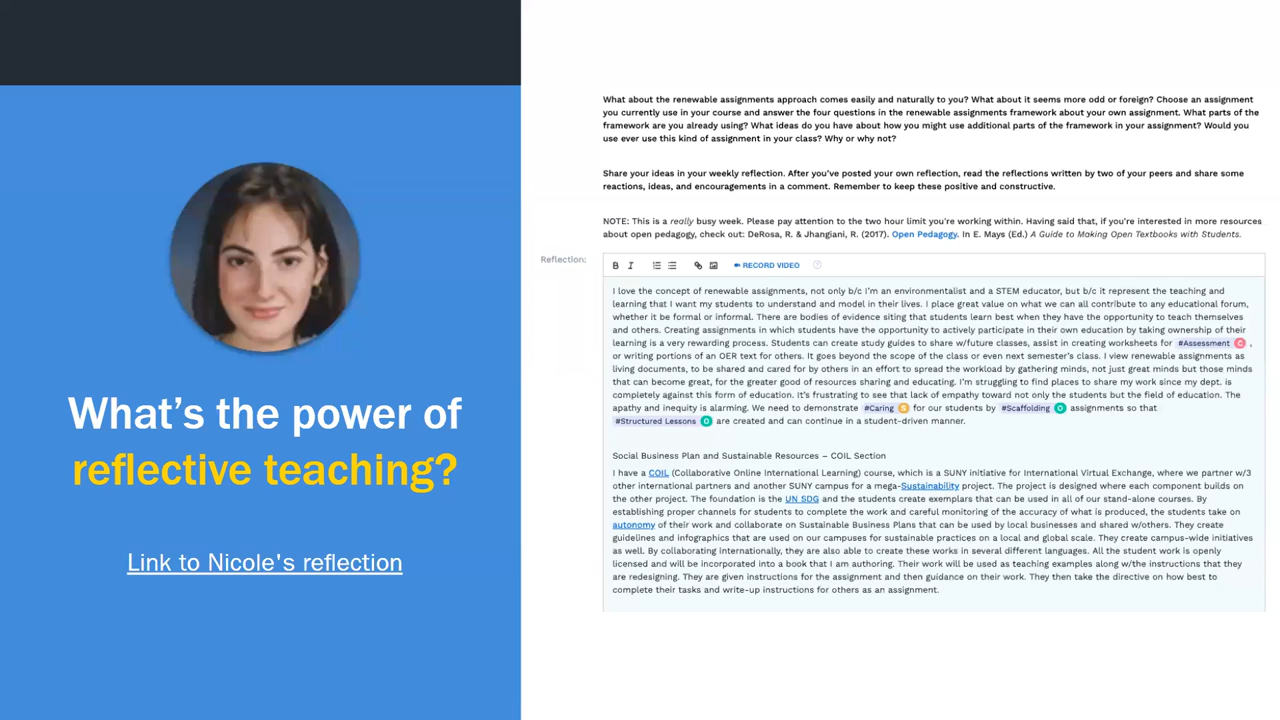 What's the power of
reflective teaching?
Link to Nicole's reflection
What about the renewable assignments approach comes easily and naturally to you? What about it seems more odd or foreign? Choose an assignment
you currently use in your course and answer the four questions in the renewable assignments framework about your own assignment. What parts of the
framework are you already using? What ideas do you have about how you might use additional parts of the framework in your assignment? Would you
use ever use this kind of assignment in your class? Why or why not?
Share your ideas in your weekly reflection. After you've posted your own reflection, read the reflections written by two of your peers and share some
reactions, ideas, and encouragements in a comment. Remember to keep these positive and constructive.
NOTE: This is a really busy week. Please pay attention to the two hour limit you're working within. Having said that, if you're interested in more resources
about open pedagogy, check out: DeRosa, R. & Jhangiani, R. (2017). Open Pedagogy. In E. Mays (Ed.) A Guide to Making Open Textbooks with Students.
Reflection:
B I RECORD VIDEO ?
I love the concept of renewable assignments, not only b/c I'm an environmentalist and a STEM educator, but b/c it represent the teaching and
learning that I want my students to understand and model in their lives. I place great value on what we can all contribute to any educational forum,
whether it be formal or informal. There are bodies of evidence siting that students learn best when they have the opportunity to teach themselves
and others. Creating assignments in which students have the opportunity to actively participate in their own education by taking ownership of their
learning is a very rewarding process. Students can create study guides to share w/future classes, assist in creating worksheets for #Assessment C ,
or writing portions of an OER text for others. It goes beyond the scope of the class or even next semester's class. I view renewable assignments as
living documents, to be shared and cared for by others in an effort to spread the workload by gathering minds, not just great minds but those minds
that can become great, for the greater good of resources sharing and educating. I'm struggling to find places to share my work since my dept. is
completely against this form of education. It's frustrating to see that lack of empathy toward not only the students but the field of education. The
apathy and inequity is alarming. We need to demonstrate #Caring S for our students by #Scaffolding O assignments so that
#Structured Lessons O are created and can continue in a student-driven manner.
Social Business Plan and Sustainable Resources – COIL Section
I have a COIL (Collaborative Online International Learning) course, which is a SUNY initiative for International Virtual Exchange, where we partner w/3
other international partners and another SUNY campus for a mega-Sustainability project. The project is designed where each component builds on
the other project. The foundation is the UN SDG and the students create exemplars that can be used in all of our stand-alone courses. By
establishing proper channels for students to complete the work and careful monitoring of the accuracy of what is produced, the students take on
autonomy of their work and collaborate on Sustainable Business Plans that can be used by local businesses and shared w/others. They create
guidelines and infographics that are used on our campuses for sustainable practices on a local and global scale. They create campus-wide initiatives
as well. By collaborating internationally, they are also able to create these works in several different languages. All the student work is openly
licensed and will be incorporated into a book that I am authoring. Their work will be used as teaching examples along w/the instructions that they
are redesigning. They are given instructions for the assignment and then guidance on their work. They then take the directive on how best to
complete their tasks and write-up instructions for others as an assignment.